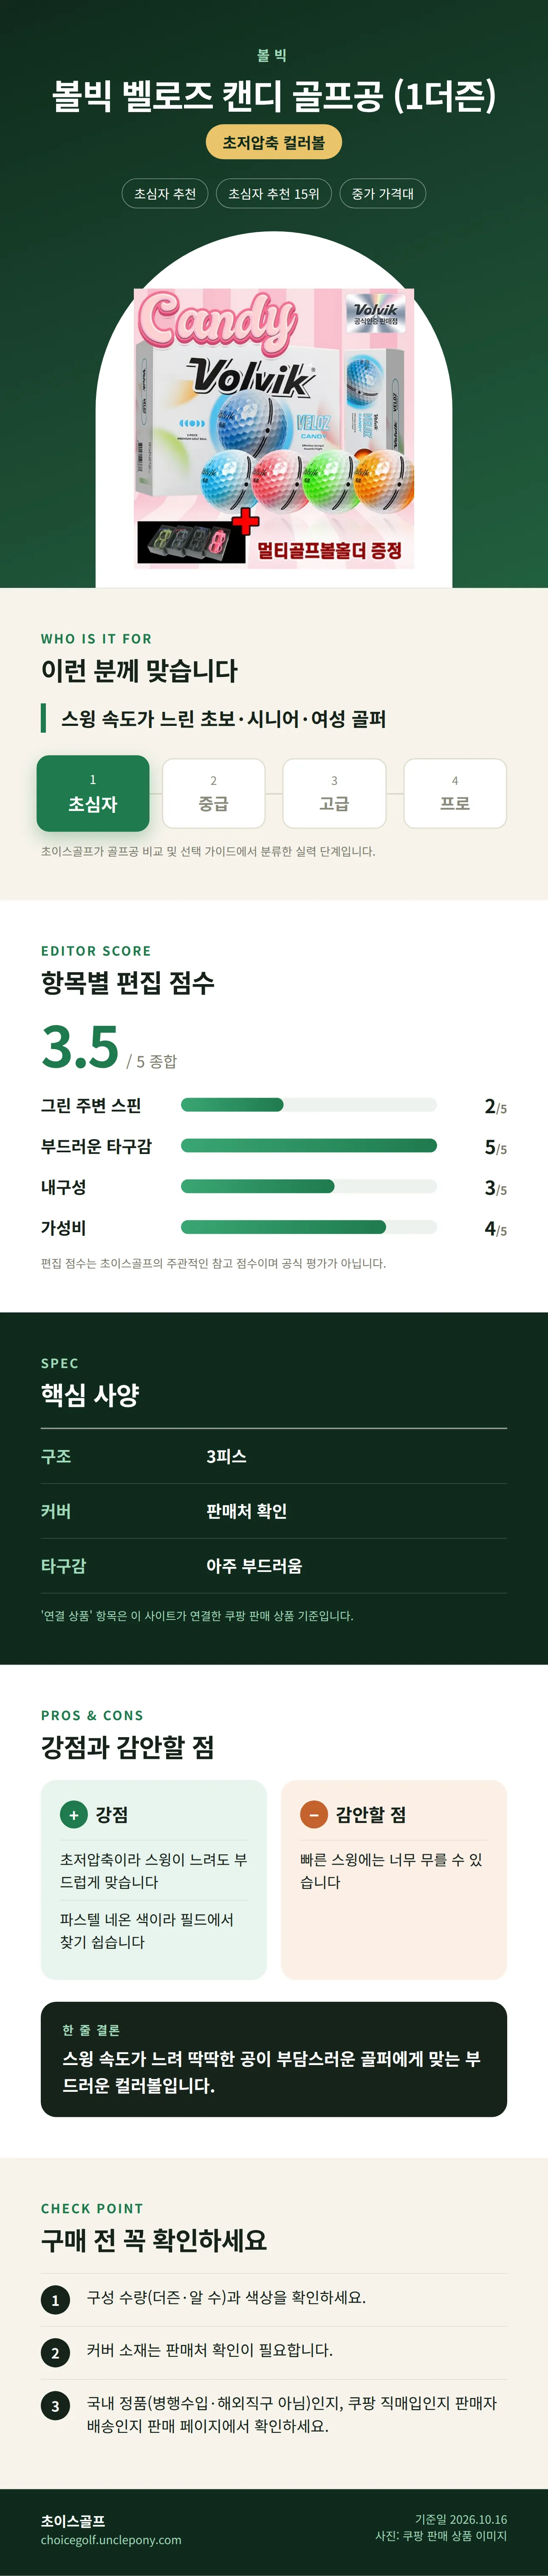 볼빅
볼빅 벨로즈 캔디 골프공 (1더즌)
초저압축 컬러볼
초심자 추천
초심자 추천 15위
중가 가격대
Candy
Volvik
공식인증 판매점
Volvik
VELOZ
CANDY
멀티골프볼홀더 증정
WHO IS IT FOR
이런 분께 맞습니다
스윙 속도가 느린 초보·시니어·여성 골퍼
1
초심자
2
중급
3
고급
4
프로
초이스골프가 골프공 비교 및 선택 가이드에서 분류한 실력 단계입니다.
EDITOR SCORE
항목별 편집 점수
3.5 / 5 종합
그린 주변 스핀 2/5
부드러운 타구감 5/5
내구성 3/5
가성비 4/5
편집 점수는 초이스골프의 주관적인 참고 점수이며 공식 평가가 아닙니다.
SPEC
핵심 사양
구조 3피스
커버 판매처 확인
타구감 아주 부드러움
'연결 상품' 항목은 이 사이트가 연결한 쿠팡 판매 상품 기준입니다.
PROS & CONS
강점과 감안할 점
+ 강점
초저압축이라 스윙이 느려도 부
드럽게 맞습니다
파스텔 네온 색이라 필드에서
찾기 쉽습니다
− 감안할 점
빠른 스윙에는 너무 무를 수 있
습니다
한 줄 결론
스윙 속도가 느려 딱딱한 공이 부담스러운 골퍼에게 맞는 부
드러운 컬러볼입니다.
CHECK POINT
구매 전 꼭 확인하세요
1 구성 수량(더즌·알 수)과 색상을 확인하세요.
2 커버 소재는 판매처 확인이 필요합니다.
3 국내 정품(병행수입·해외직구 아님)인지, 쿠팡 직매입인지 판매자
배송인지 판매 페이지에서 확인하세요.
초이스골프
choicegolf.unclepony.com
기준일 2026.10.16
사진: 쿠팡 판매 상품 이미지